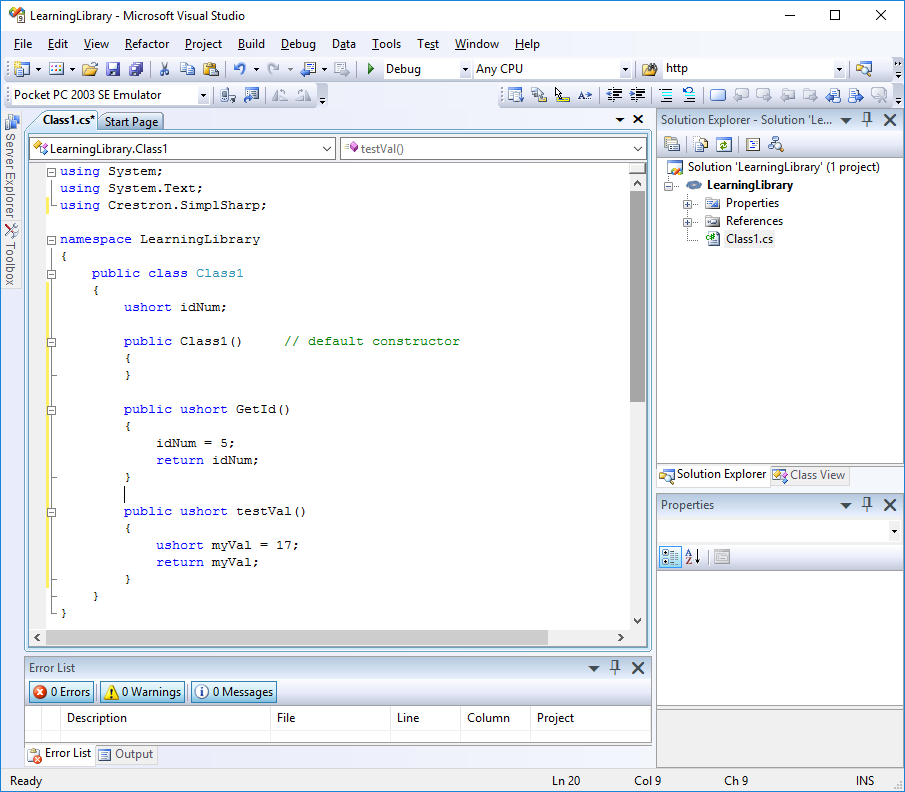 LearningLibrary - Microsoft Visual Studio
File Edit View Refactor Project Build Debug Data Tools Test Window Help
Debug Any CPU http
Pocket PC 2003 SE Emulator
Server Explorer
Toolbox
Class1.cs* Start Page
LearningLibrary.Class1 testVal()
using System;
using System.Text;
using Crestron.SimplSharp;
namespace LearningLibrary
{
public class Class1
{
ushort idNum;
public Class1() // default constructor
{
}
public ushort GetId()
{
idNum = 5;
return idNum;
}
public ushort testVal()
{
ushort myVal = 17;
return myVal;
}
}
}
Solution Explorer - Solution 'Le...
Solution 'LearningLibrary' (1 project)
LearningLibrary
Properties
References
Class1.cs
Solution Explorer Class View
Properties
Error List
0 Errors 0 Warnings 0 Messages
Description File Line Column Project
Error List Output
Ready Ln 20 Col 9 Ch 9 INS